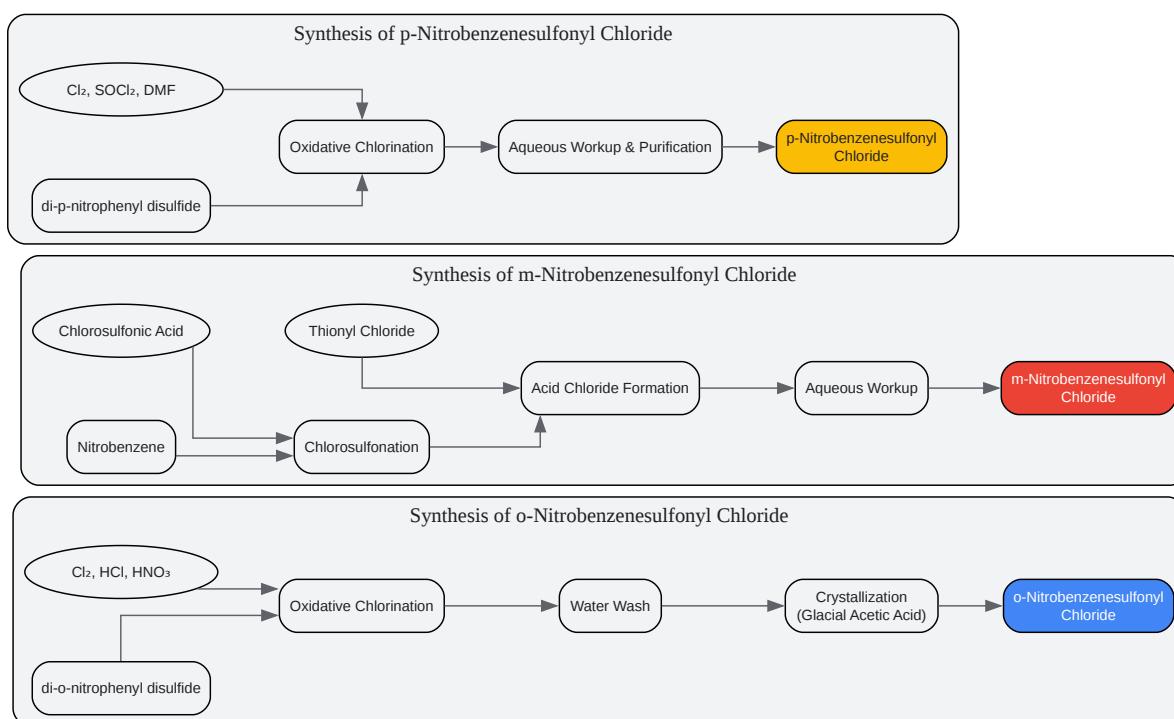 Synthesis of p-Nitrobenzenesulfonyl Chloride
Cl₂, SOCl₂, DMF
Oxidative Chlorination
Aqueous Workup & Purification
p-Nitrobenzenesulfonyl
Chloride
di-p-nitrophenyl disulfide
Synthesis of m-Nitrobenzenesulfonyl Chloride
Chlorosulfonic Acid
Thionyl Chloride
Acid Chloride Formation
Aqueous Workup
m-Nitrobenzenesulfonyl
Chloride
Nitrobenzene
Chlorosulfonation
Synthesis of o-Nitrobenzenesulfonyl Chloride
Cl₂, HCl, HNO₃
Oxidative Chlorination
Water Wash
Crystallization
(Glacial Acetic Acid)
o-Nitrobenzenesulfonyl
Chloride
di-o-nitrophenyl disulfide